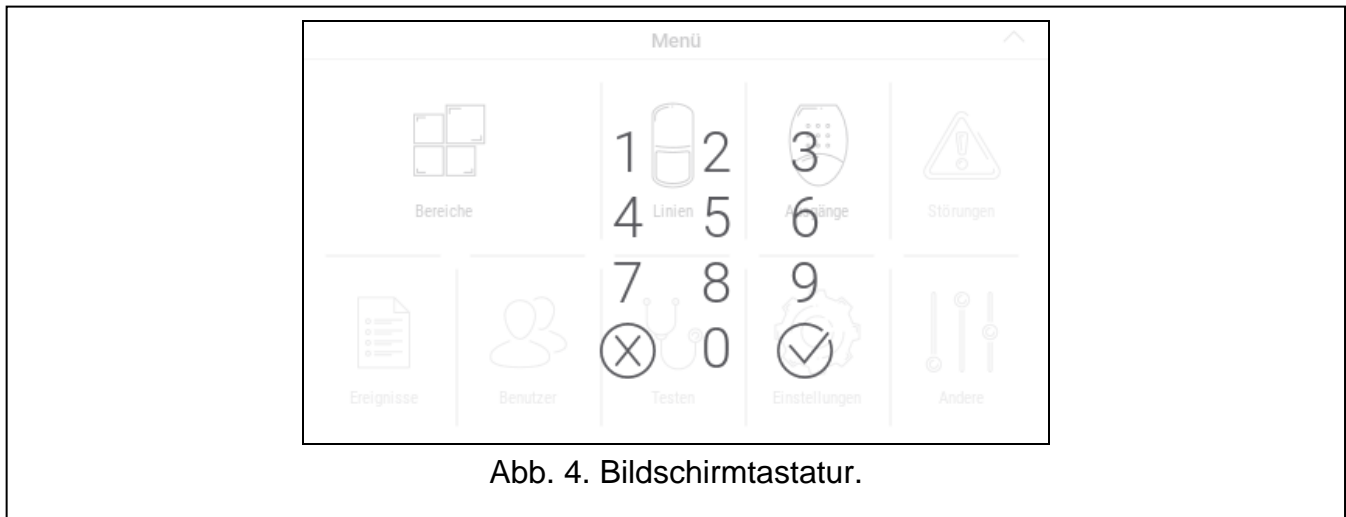 Menü
1 2 3
Bereiche 4 Linien 5 Ausgänge 6 Störungen
7 8 9
0
Ereignisse Benutzer Testen Einstellungen Andere
Abb. 4. Bildschirmtastatur.